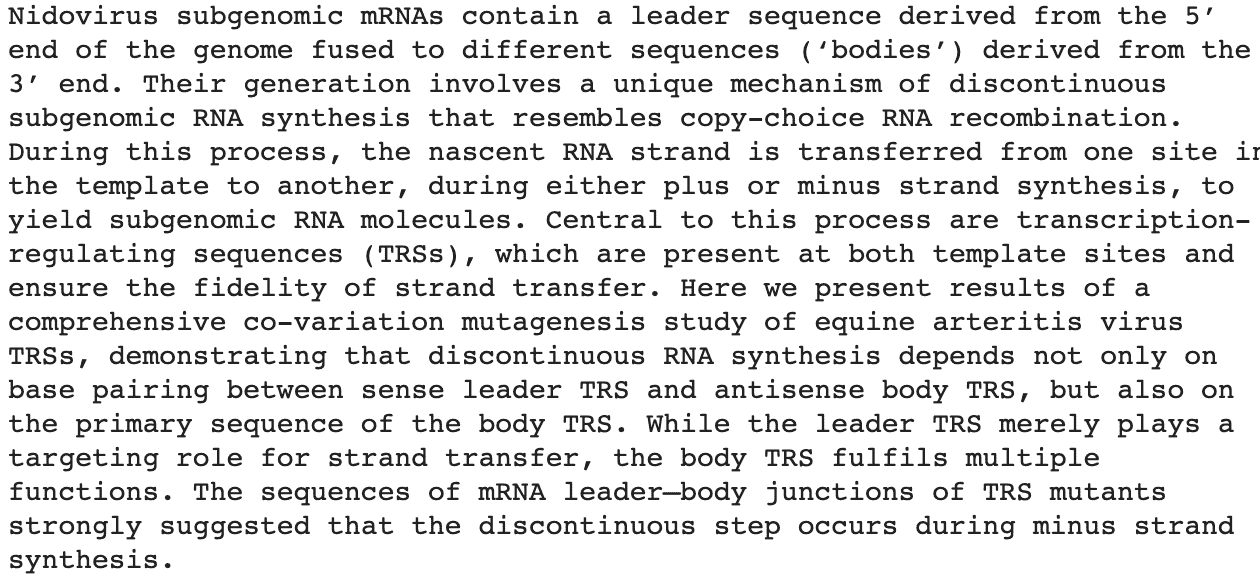 Nidovirus subgenomic mRNAs contain a leader sequence derived from the 5′
end of the genome fused to different sequences (‘bodies’) derived from the
3′ end. Their generation involves a unique mechanism of discontinuous
subgenomic RNA synthesis that resembles copy-choice RNA recombination.
During this process, the nascent RNA strand is transferred from one site in
the template to another, during either plus or minus strand synthesis, to
yield subgenomic RNA molecules. Central to this process are transcription-
regulating sequences (TRSs), which are present at both template sites and
ensure the fidelity of strand transfer. Here we present results of a
comprehensive co-variation mutagenesis study of equine arteritis virus
TRSs, demonstrating that discontinuous RNA synthesis depends not only on
base pairing between sense leader TRS and antisense body TRS, but also on
the primary sequence of the body TRS. While the leader TRS merely plays a
targeting role for strand transfer, the body TRS fulfils multiple
functions. The sequences of mRNA leader–body junctions of TRS mutants
strongly suggested that the discontinuous step occurs during minus strand
synthesis.